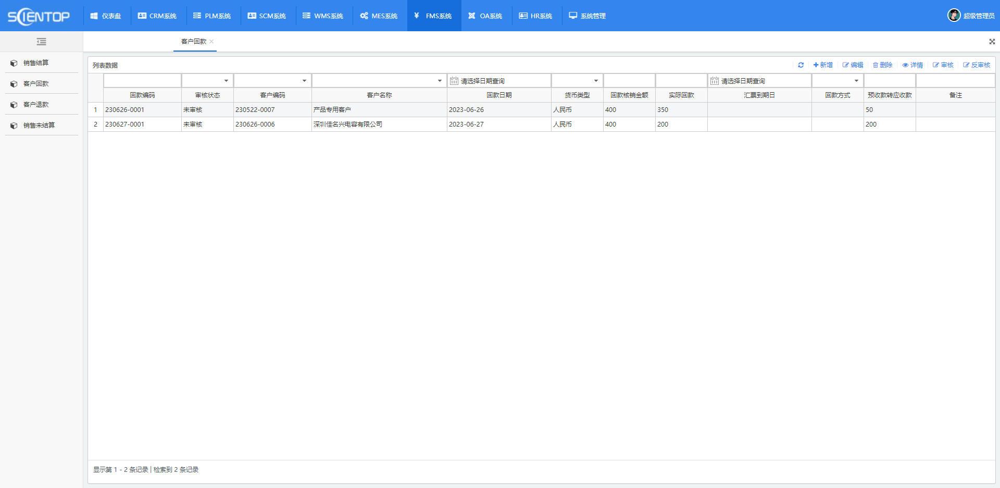 SCIENTOP 仪表盘 CRM系统 PLM系统 SCM系统 WMS系统 MES系统 ¥ FMS系统 OA系统 HR系统 系统管理 超级管理员
客户回款
销售结算
客户回款
客户退款
销售未结算
列表数据 新增 编辑 删除 详情 审核 反审核
请选择日期查询 请选择日期查询
回款编码 审核状态 客户编码 客户名称 回款日期 货币类型 回款核销金额 实际回款 汇票到期日 回款方式 预收款转应收款 备注
1 230626-0001 未审核 230522-0007 产品专用客户 2023-06-26 人民币 400 350 50
2 230627-0001 未审核 230626-0006 深圳佳名兴电容有限公司 2023-06-27 人民币 400 200 200
显示第 1 - 2 条记录 | 检索到 2 条记录